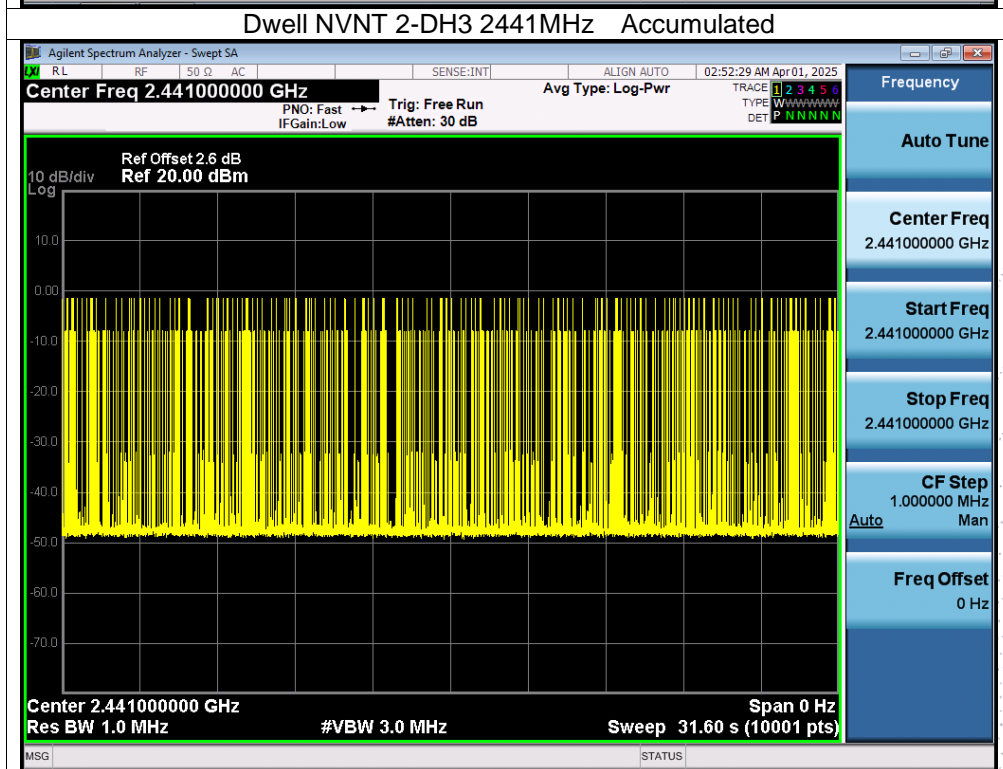 Dwell NVNT 2-DH3 2441MHz Accumulated
Agilent Spectrum Analyzer - Swept SA
LXI RL RF 50 Ω AC SENSE:INT ALIGN AUTO 02:52:29 AM Apr 01, 2025
Center Freq 2.441000000 GHz
PNO: Fast
IFGain:Low
Trig: Free Run
#Atten: 30 dB
Avg Type: Log-Pwr
TRACE 1 2 3 4 5 6
TYPE WWWWWWW
DET P N N N N N
Frequency
Auto Tune
Center Freq
2.441000000 GHz
Start Freq
2.441000000 GHz
Stop Freq
2.441000000 GHz
CF Step
1.000000 MHz
Auto Man
Freq Offset
0 Hz
Ref Offset 2.6 dB
10 dB/div Ref 20.00 dBm
Log
10.0
0.00
-10.0
-20.0
-30.0
-40.0
-50.0
-60.0
-70.0
Center 2.441000000 GHz Span 0 Hz
Res BW 1.0 MHz #VBW 3.0 MHz Sweep 31.60 s (10001 pts)
MSG STATUS